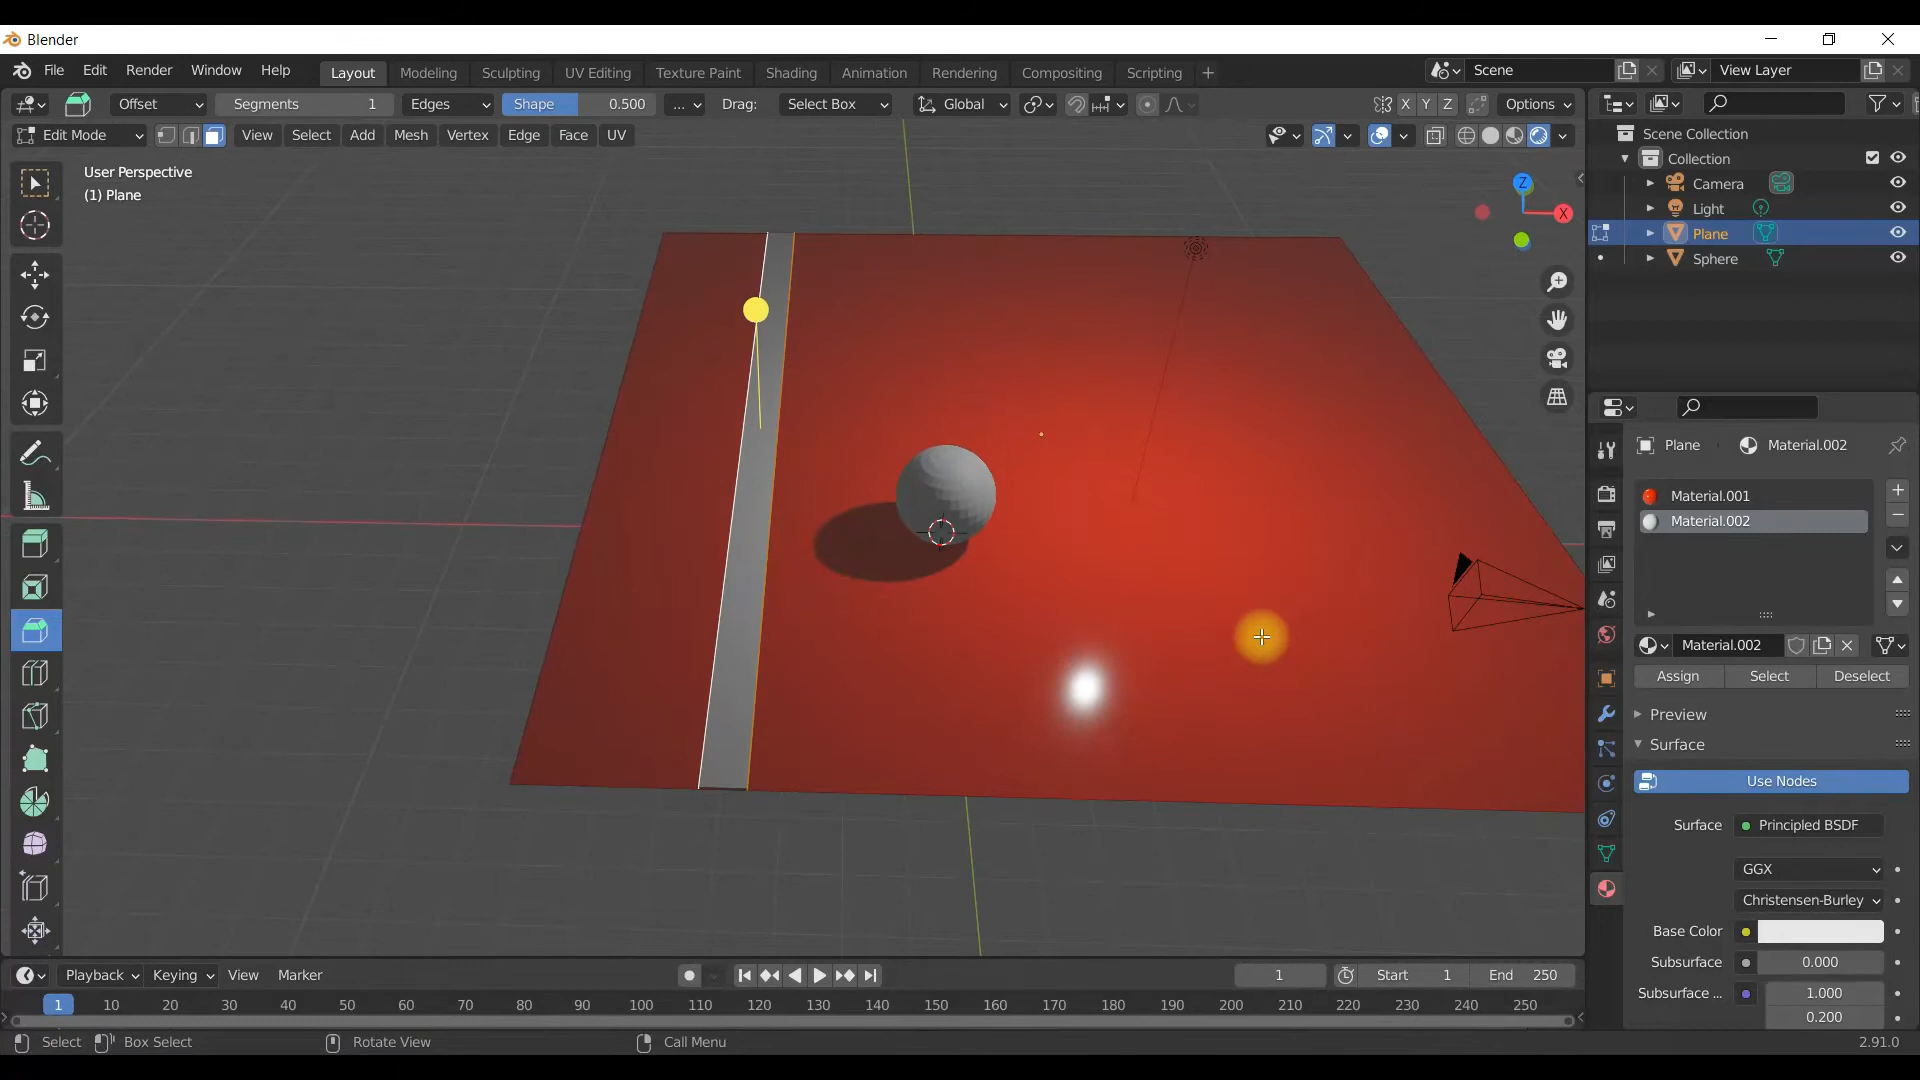 Blender
File Edit Render Window Help Layout Modeling Sculpting UV Editing Texture Paint Shading Animation Rendering Compositing Scripting + Scene View Layer
Offset Segments 1 Edges Shape 0.500 ... Drag: Select Box Global X Y Z Options
Edit Mode View Select Add Mesh Vertex Edge Face UV
User Perspective
(1) Plane
Z
X
Scene Collection
Collection
Camera
Light
Plane
Sphere
Plane Material.002
Material.001
Material.002
Material.002
Assign Select Deselect
Preview
Surface
Use Nodes
Surface Principled BSDF
GGX
Christensen-Burley
Base Color
Subsurface 0.000
Subsurface ... 1.000
0.200
Playback Keying View Marker 1 Start 1 End 250
1 10 20 30 40 50 60 70 80 90 100 110 120 130 140 150 160 170 180 190 200 210 220 230 240 250
Select Box Select Rotate View Call Menu 2.91.0